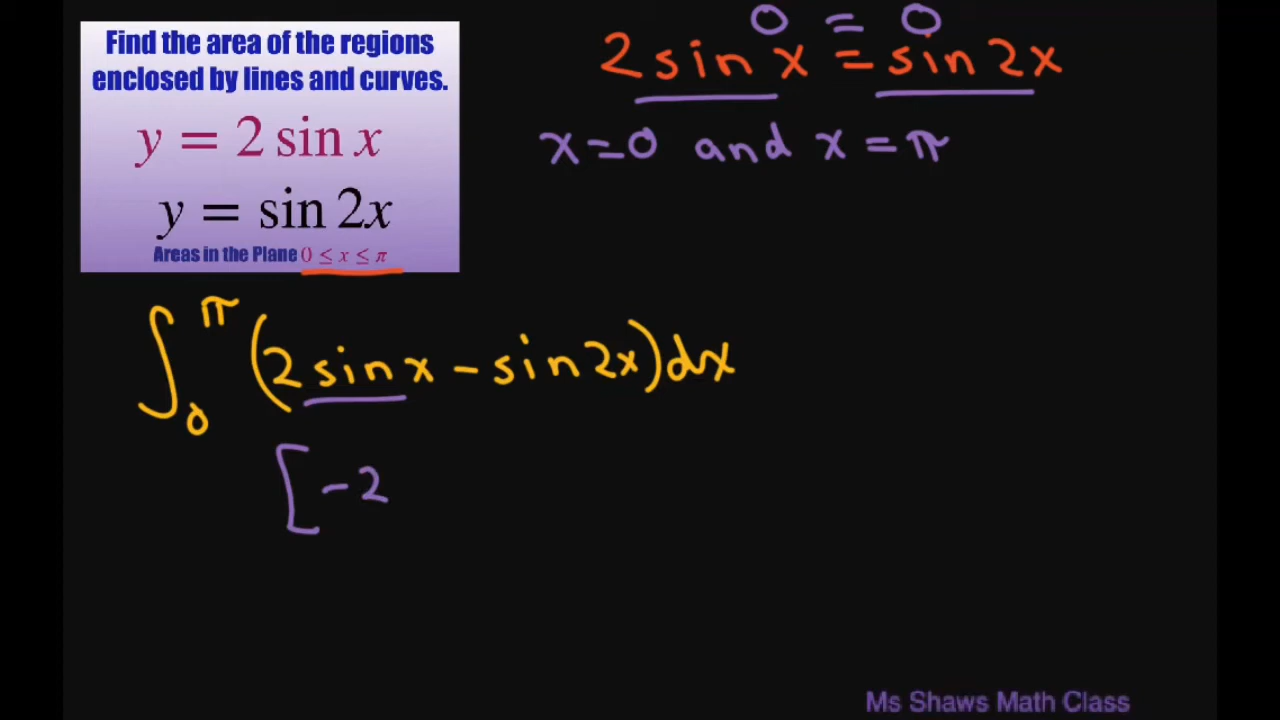 Find the area of the regions
enclosed by lines and curves.
y = 2 sin x
y = sin 2x
Areas in the Plane 0 ≤ x ≤ π
0 = 0
2 sin x = sin 2x
x = 0 and x = π
∫₀^π (2 sin x − sin 2x) dx
[ −2
Ms Shaws Math Class